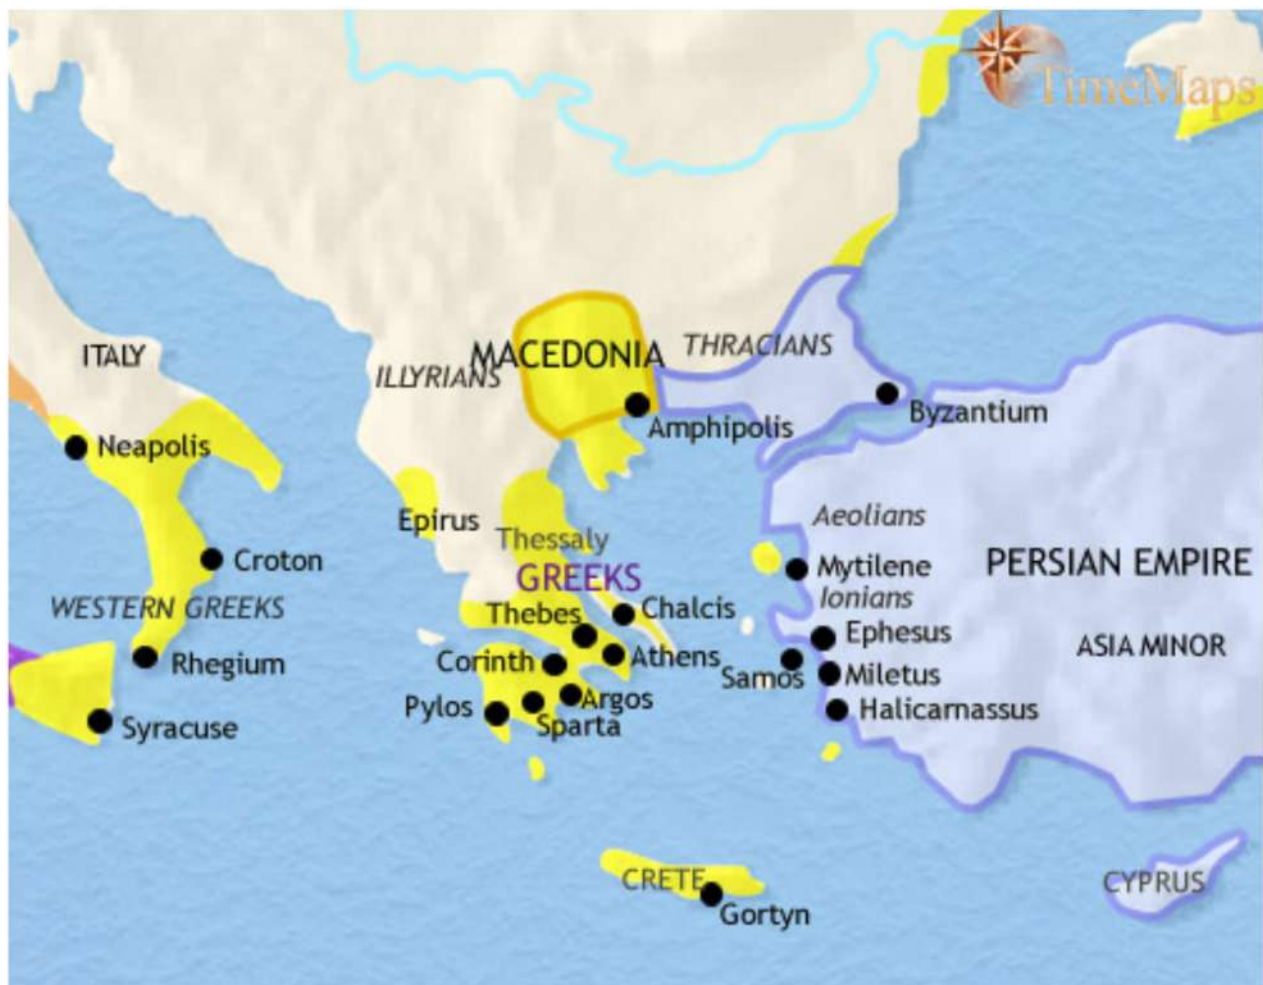 TimeMaps
ITALY
MACEDONIA
THRACIANS
ILLYRIANS
Byzantium
Amphipolis
Neapolis
Epirus
Aeolians
Thessaly
Croton
GREEKS
Mytilene
PERSIAN EMPIRE
WESTERN GREEKS
Thebes
Chalcis
Ionians
Ephesus
ASIA MINOR
Rhegium
Corinth
Athens
Samos
Miletus
Pylos
Argos
Halicarnassus
Syracuse
Sparta
CRETE
CYPRUS
Gortyn